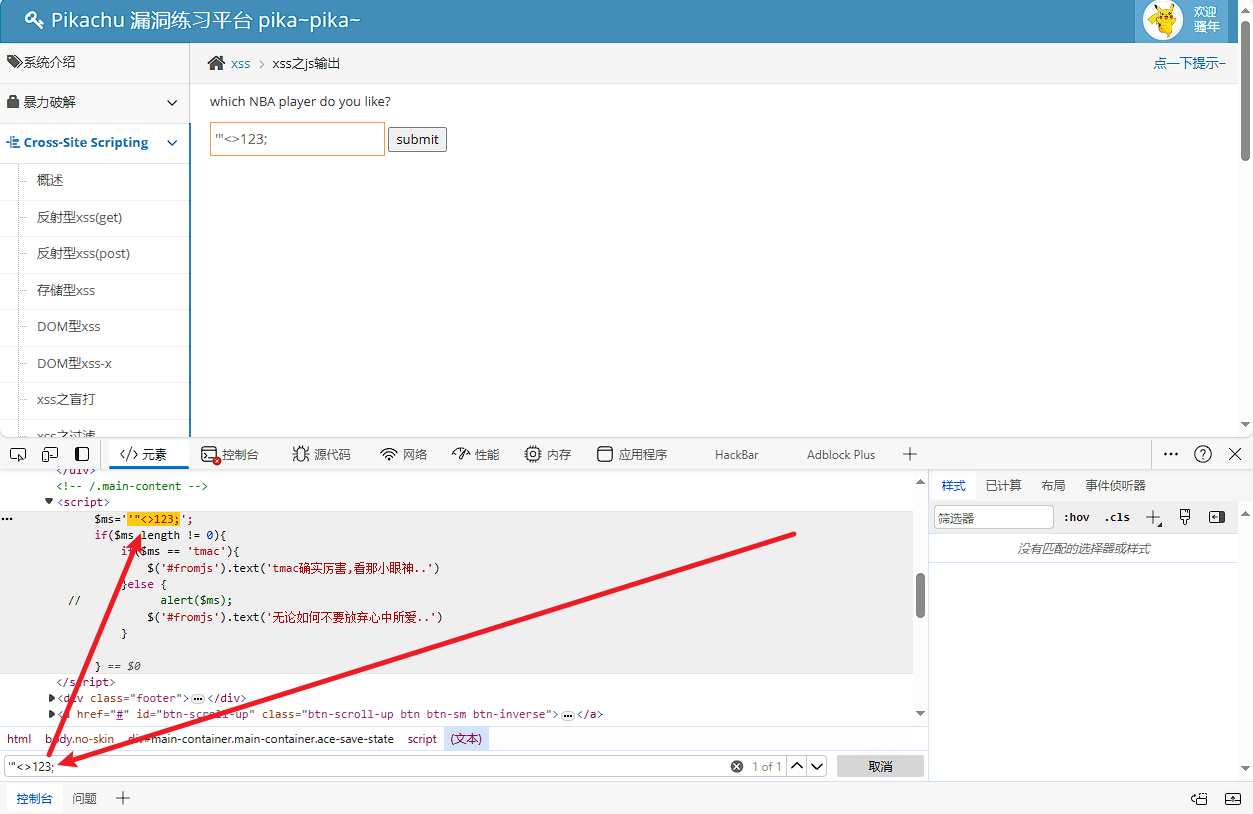 Pikachu 漏洞练习平台 pika~pika~
欢迎
骚年
系统介绍
xss
xss之js输出
点一下提示~
暴力破解
which NBA player do you like?
Cross-Site Scripting
'"<>123;
submit
概述
反射型xss(get)
反射型xss(post)
存储型xss
DOM型xss
DOM型xss-x
xss之盲打
xss之过滤
元素
控制台
源代码
网络
性能
内存
应用程序
HackBar
Adblock Plus
</div>
<!-- /.main-content -->
<script>
$ms=''"<>123;';
if($ms.length != 0){
if($ms == 'tmac'){
$('#fromjs').text('tmac确实厉害,看那小眼神..')
}else {
// alert($ms);
$('#fromjs').text('无论如何不要放弃心中所爱..')
}
} == $0
</script>
<div class="footer"> ⋯ </div>
<a href="#" id="btn-scroll-up" class="btn-scroll-up btn btn-sm btn-inverse"> ⋯ </a>
样式
已计算
布局
事件侦听器
筛选器
:hov
.cls
没有匹配的选择器或样式
html
body.no-skin
div#main-container.main-container.ace-save-state
script
(文本)
'"<>123;
1 of 1
取消
控制台
问题